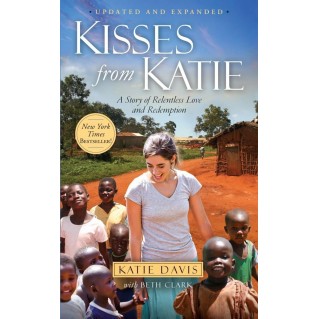 · UPDATED AND EXPANDED ·
KISSES
from KATIE
A Story of Relentless Love
and Redemption
New York
Times
BESTSELLER!
KATIE DAVIS
with BETH CLARK